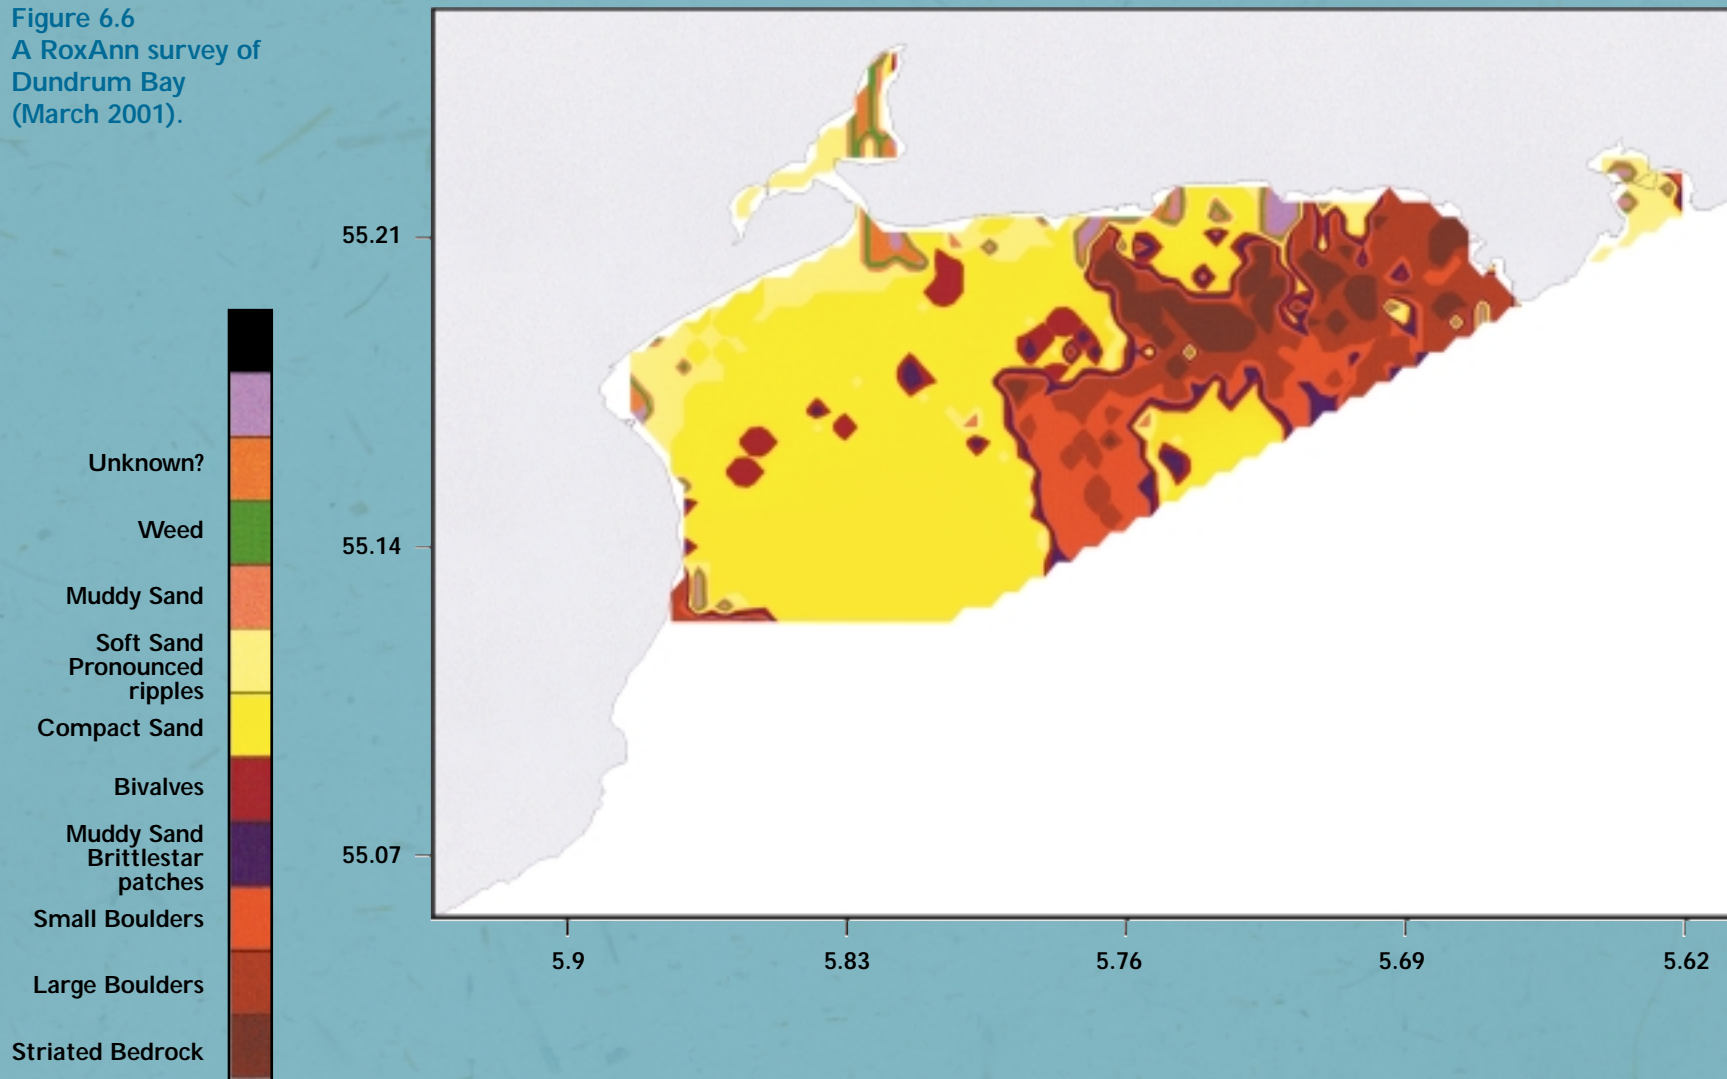 Figure 6.6
A RoxAnn survey of
Dundrum Bay
(March 2001).
Unknown?
Weed
Muddy Sand
Soft Sand
Pronounced
ripples
Compact Sand
Bivalves
Muddy Sand
Brittlestar
patches
Small Boulders
Large Boulders
Striated Bedrock
55.21
55.14
55.07
5.9 5.83 5.76 5.69 5.62